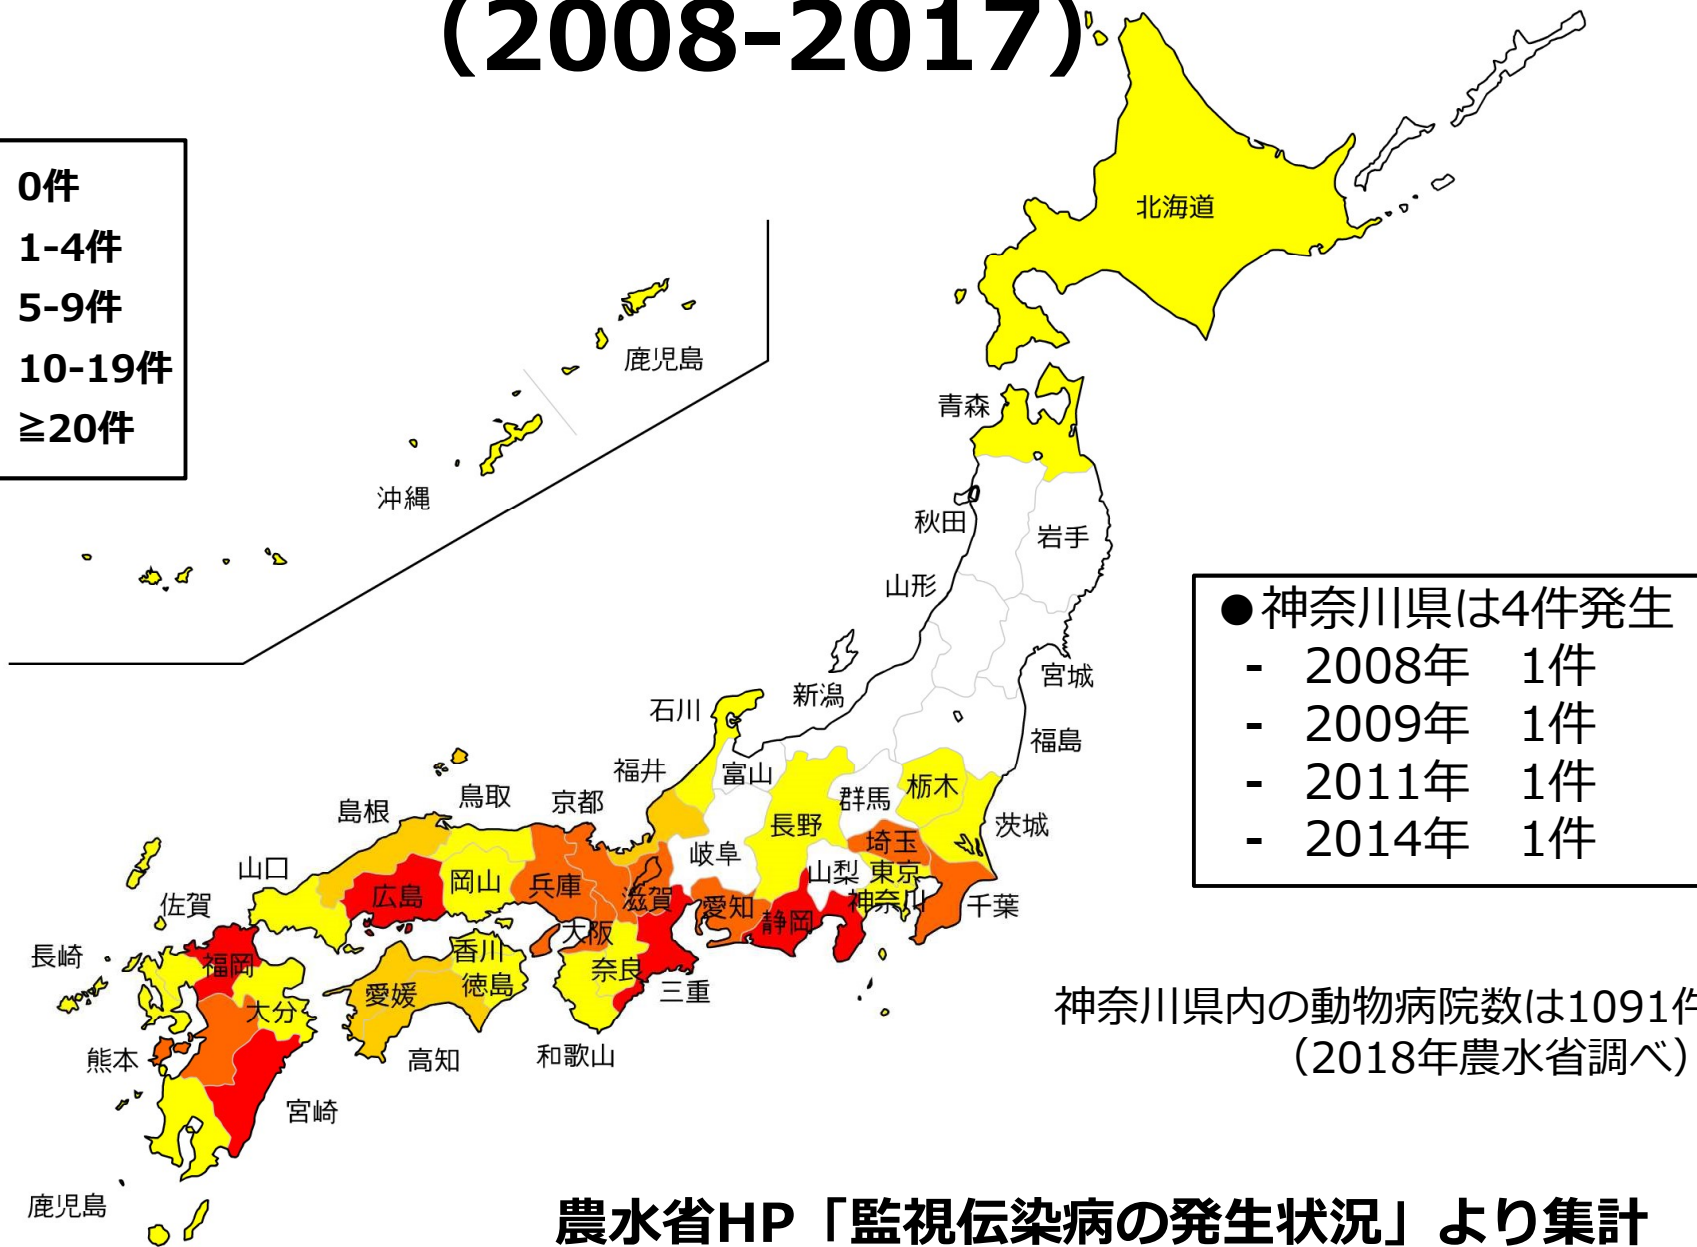 （2008-2017）
0件
1-4件
5-9件
10-19件
≧20件
北海道
鹿児島
青森
沖縄
秋田
岩手
山形
●神奈川県は4件発生
- 2008年 1件
- 2009年 1件
- 2011年 1件
- 2014年 1件
宮城
新潟
石川
福島
福井
富山
栃木
鳥取
京都
群馬
島根
長野
茨城
埼玉
岐阜
山口
山梨
東京
岡山
兵庫
広島
滋賀
愛知
神奈川
千葉
佐賀
静岡
大阪
長崎
香川
福岡
奈良
徳島
三重
愛媛
大分
熊本
高知
和歌山
宮崎
鹿児島
神奈川県内の動物病院数は1091件
（2018年農水省調べ）
農水省HP「監視伝染病の発生状況」より集計